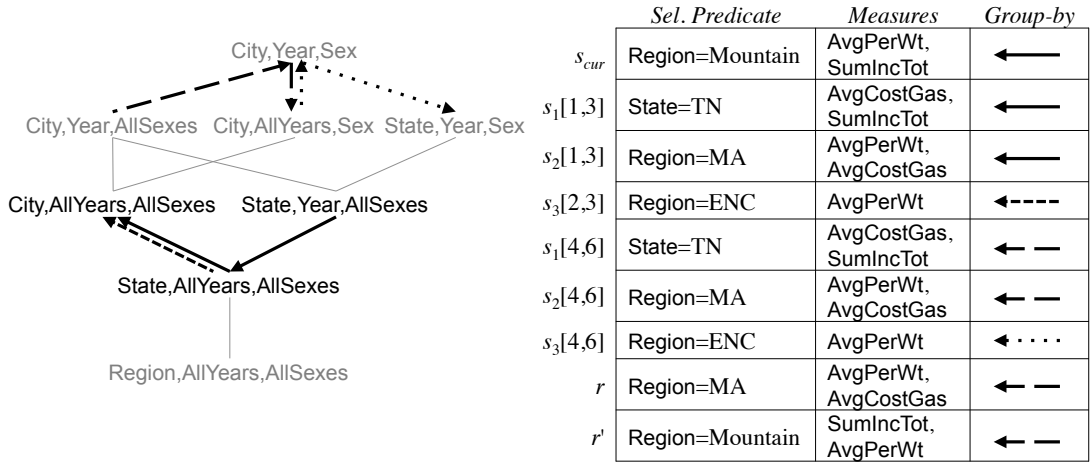 City,Year,Sex
City,Year,AllSexes City,AllYears,Sex State,Year,Sex
City,AllYears,AllSexes State,Year,AllSexes
State,AllYears,AllSexes
Region,AllYears,AllSexes
Sel. Predicate Measures Group-by
scur Region=Mountain AvgPerWt,
SumIncTot
s1[1,3] State=TN AvgCostGas,
SumIncTot
s2[1,3] Region=MA AvgPerWt,
AvgCostGas
s3[2,3] Region=ENC AvgPerWt
s1[4,6] State=TN AvgCostGas,
SumIncTot
s2[4,6] Region=MA AvgPerWt,
AvgCostGas
s3[4,6] Region=ENC AvgPerWt
r Region=MA AvgPerWt,
AvgCostGas
r' Region=Mountain SumIncTot,
AvgPerWt